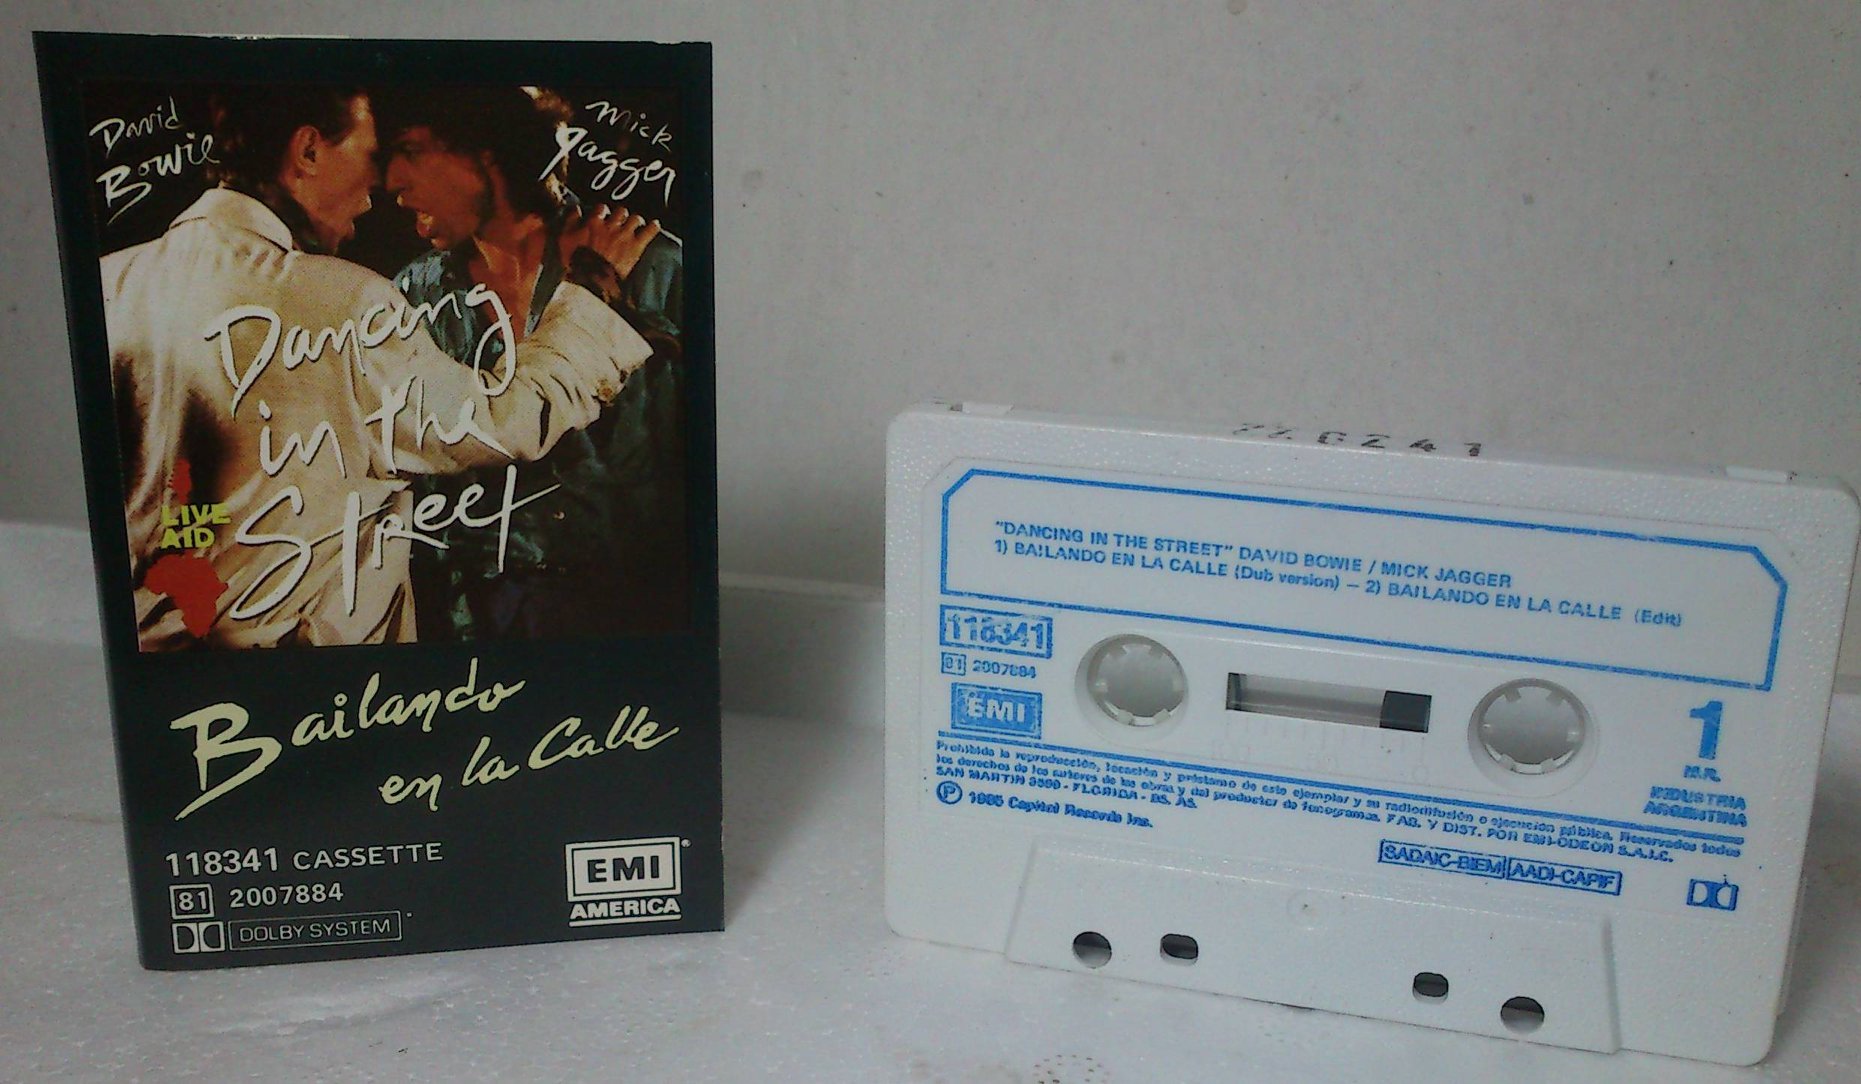 David
Bowie
Mick
Jagger
Dancing
in the
Street
LIVE
AID
Bailando
en la Calle
118341 CASSETTE
81 2007884
DOLBY SYSTEM
EMI
AMERICA
"DANCING IN THE STREET" DAVID BOWIE / MICK JAGGER
1) BAILANDO EN LA CALLE (Dub version) — 2) BAILANDO EN LA CALLE (Edit)
118341
81 2007884
EMI
1
M.R.
INDUSTRIA
ARGENTINA
Prohibida la reproducción, locación y préstamo de este ejemplar y su radiodifusión o ejecución pública. Reservados todos
los derechos de los autores de las obras y del productor de fonogramas. FAB. Y DIST. POR EMI-ODEON S.A.I.C.
SAN MARTIN - FLORIDA - BS. AS.
℗ 1985 Capitol Records Inc.
SADAIC-BIEM AADI-CAPIF